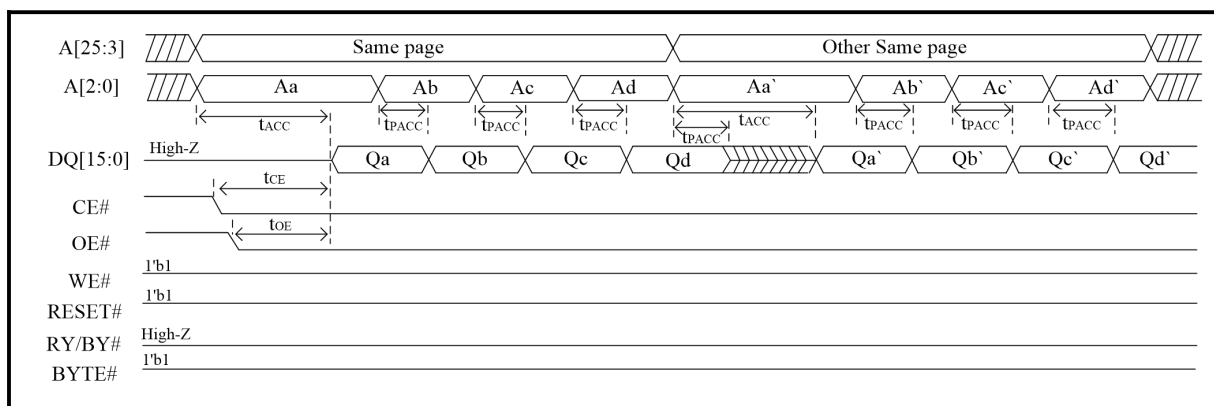 A[25:3] Same page Other Same page
A[2:0] Aa Ab Ac Ad Aa` Ab` Ac` Ad`
tACC tPACC tPACC tPACC tPACC tACC tPACC tPACC tPACC
DQ[15:0] High-Z Qa Qb Qc Qd Qa` Qb` Qc` Qd`
CE# tCE
OE# tOE
WE# 1'b1
RESET# 1'b1
RY/BY# High-Z
BYTE# 1'b1